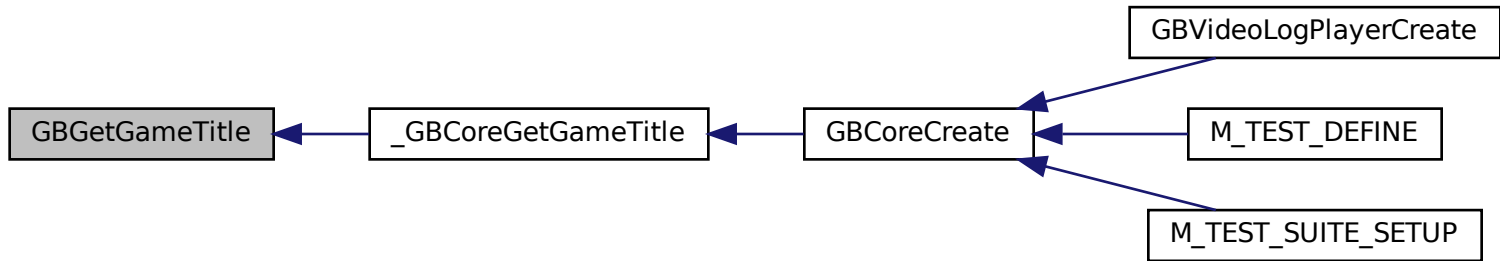 GBVideoLogPlayerCreate
GBGetGameTitle
_GBCoreGetGameTitle
GBCoreCreate
M_TEST_DEFINE
M_TEST_SUITE_SETUP